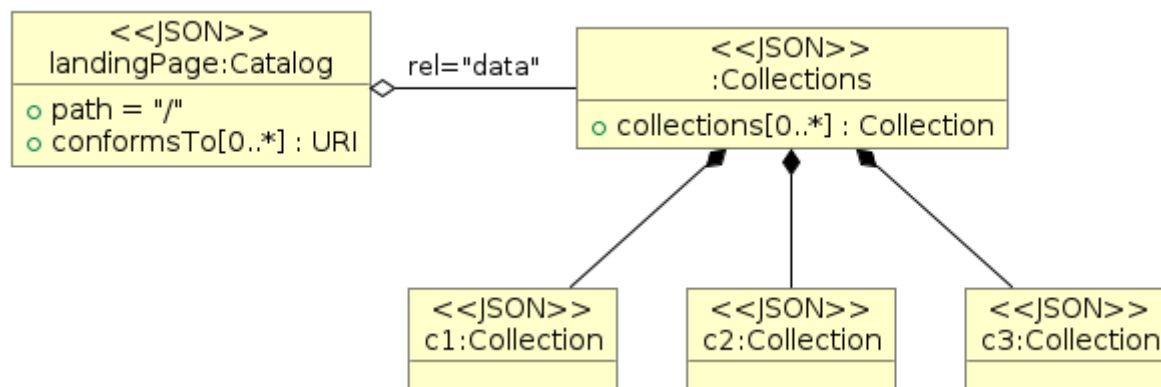 <<JSON>>
landingPage:Catalog
path = "/"
conformsTo[0..*] : URI
rel="data"
<<JSON>>
:Collections
collections[0..*] : Collection
<<JSON>>
c1:Collection
<<JSON>>
c2:Collection
<<JSON>>
c3:Collection